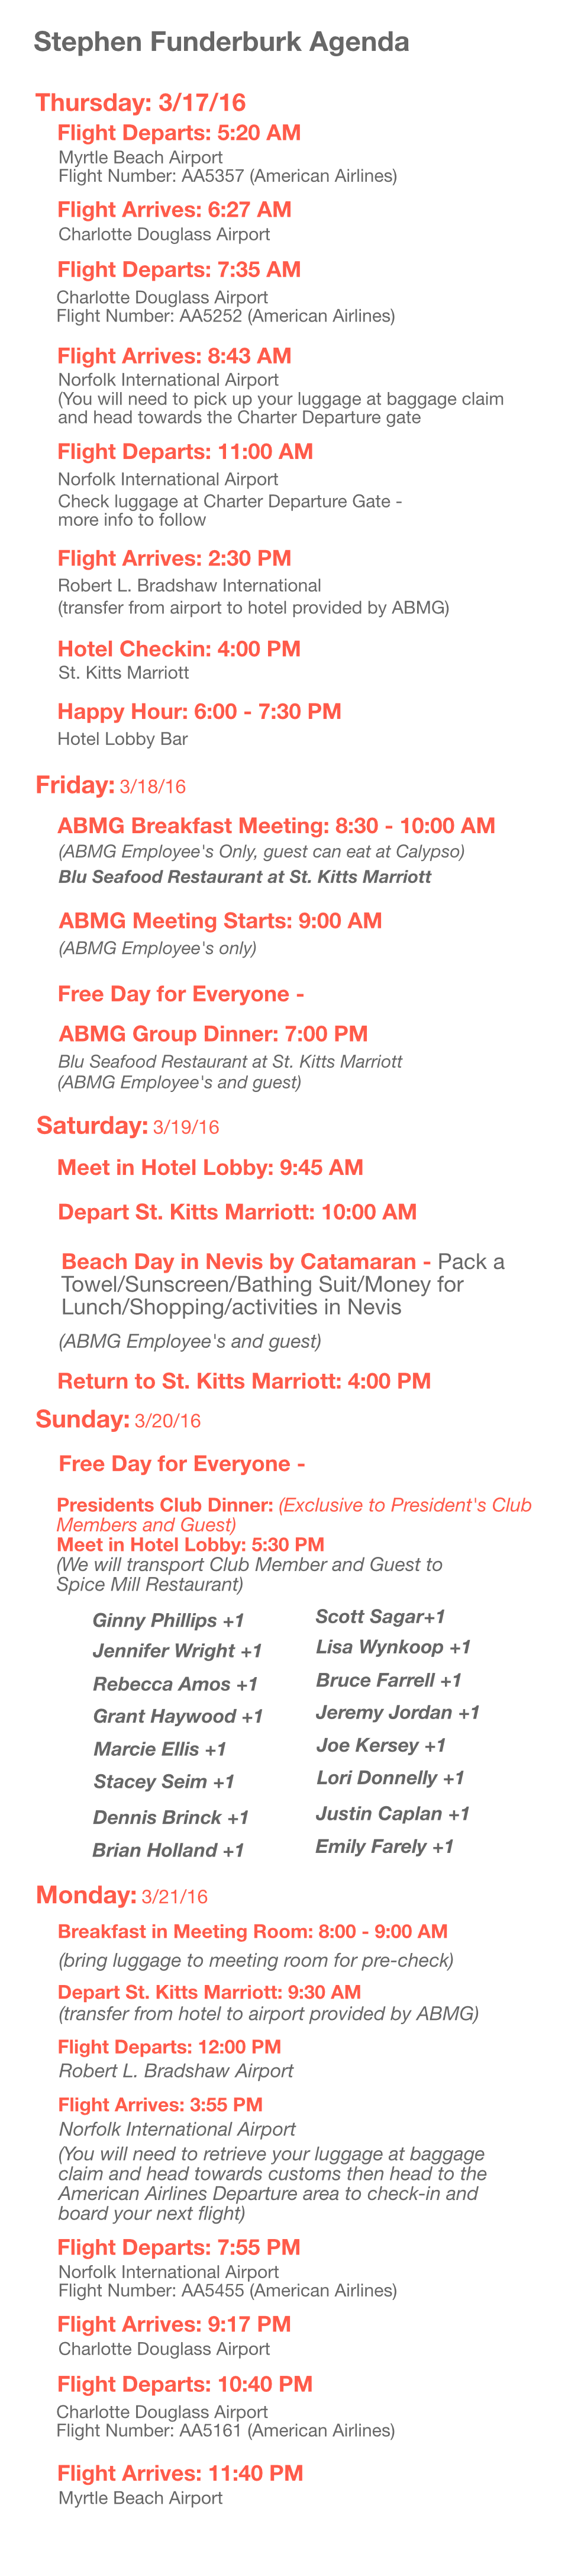 Stephen Funderburk Agenda
Thursday: 3/17/16
Flight Departs: 5:20 AM
Myrtle Beach Airport
Flight Number: AA5357 (American Airlines)
Flight Arrives: 6:27 AM
Charlotte Douglass Airport
Flight Departs: 7:35 AM
Charlotte Douglass Airport
Flight Number: AA5252 (American Airlines)
Flight Arrives: 8:43 AM
Norfolk International Airport
(You will need to pick up your luggage at baggage claim
and head towards the Charter Departure gate
Flight Departs: 11:00 AM
Norfolk International Airport
Check luggage at Charter Departure Gate -
more info to follow
Flight Arrives: 2:30 PM
Robert L. Bradshaw International
(transfer from airport to hotel provided by ABMG)
Hotel Checkin: 4:00 PM
St. Kitts Marriott
Happy Hour: 6:00 - 7:30 PM
Hotel Lobby Bar
Friday: 3/18/16
ABMG Breakfast Meeting: 8:30 - 10:00 AM
(ABMG Employee's Only, guest can eat at Calypso)
Blu Seafood Restaurant at St. Kitts Marriott
ABMG Meeting Starts: 9:00 AM
(ABMG Employee's only)
Free Day for Everyone -
ABMG Group Dinner: 7:00 PM
Blu Seafood Restaurant at St. Kitts Marriott
(ABMG Employee's and guest)
Saturday: 3/19/16
Meet in Hotel Lobby: 9:45 AM
Depart St. Kitts Marriott: 10:00 AM
Beach Day in Nevis by Catamaran - Pack a
Towel/Sunscreen/Bathing Suit/Money for
Lunch/Shopping/activities in Nevis
(ABMG Employee's and guest)
Return to St. Kitts Marriott: 4:00 PM
Sunday: 3/20/16
Free Day for Everyone -
Presidents Club Dinner: (Exclusive to President's Club
Members and Guest)
Meet in Hotel Lobby: 5:30 PM
(We will transport Club Member and Guest to
Spice Mill Restaurant)
Ginny Phillips +1
Jennifer Wright +1
Rebecca Amos +1
Grant Haywood +1
Marcie Ellis +1
Stacey Seim +1
Dennis Brinck +1
Brian Holland +1
Scott Sagar+1
Lisa Wynkoop +1
Bruce Farrell +1
Jeremy Jordan +1
Joe Kersey +1
Lori Donnelly +1
Justin Caplan +1
Emily Farely +1
Monday: 3/21/16
Breakfast in Meeting Room: 8:00 - 9:00 AM
(bring luggage to meeting room for pre-check)
Depart St. Kitts Marriott: 9:30 AM
(transfer from hotel to airport provided by ABMG)
Flight Departs: 12:00 PM
Robert L. Bradshaw Airport
Flight Arrives: 3:55 PM
Norfolk International Airport
(You will need to retrieve your luggage at baggage
claim and head towards customs then head to the
American Airlines Departure area to check-in and
board your next flight)
Flight Departs: 7:55 PM
Norfolk International Airport
Flight Number: AA5455 (American Airlines)
Flight Arrives: 9:17 PM
Charlotte Douglass Airport
Flight Departs: 10:40 PM
Charlotte Douglass Airport
Flight Number: AA5161 (American Airlines)
Flight Arrives: 11:40 PM
Myrtle Beach Airport